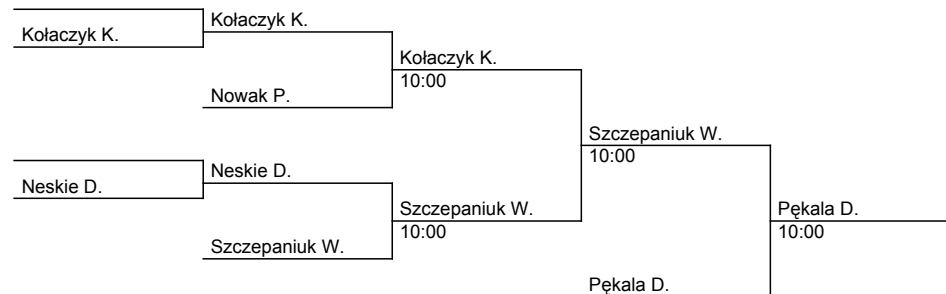 Kołaczyk K.
Kołaczyk K.
Kołaczyk K.
10:00
Nowak P.
Szczepaniuk W.
10:00
Neskie D.
Neskie D.
Szczepaniuk W.
10:00
Pękala D.
10:00
Szczepaniuk W.
Pękala D.